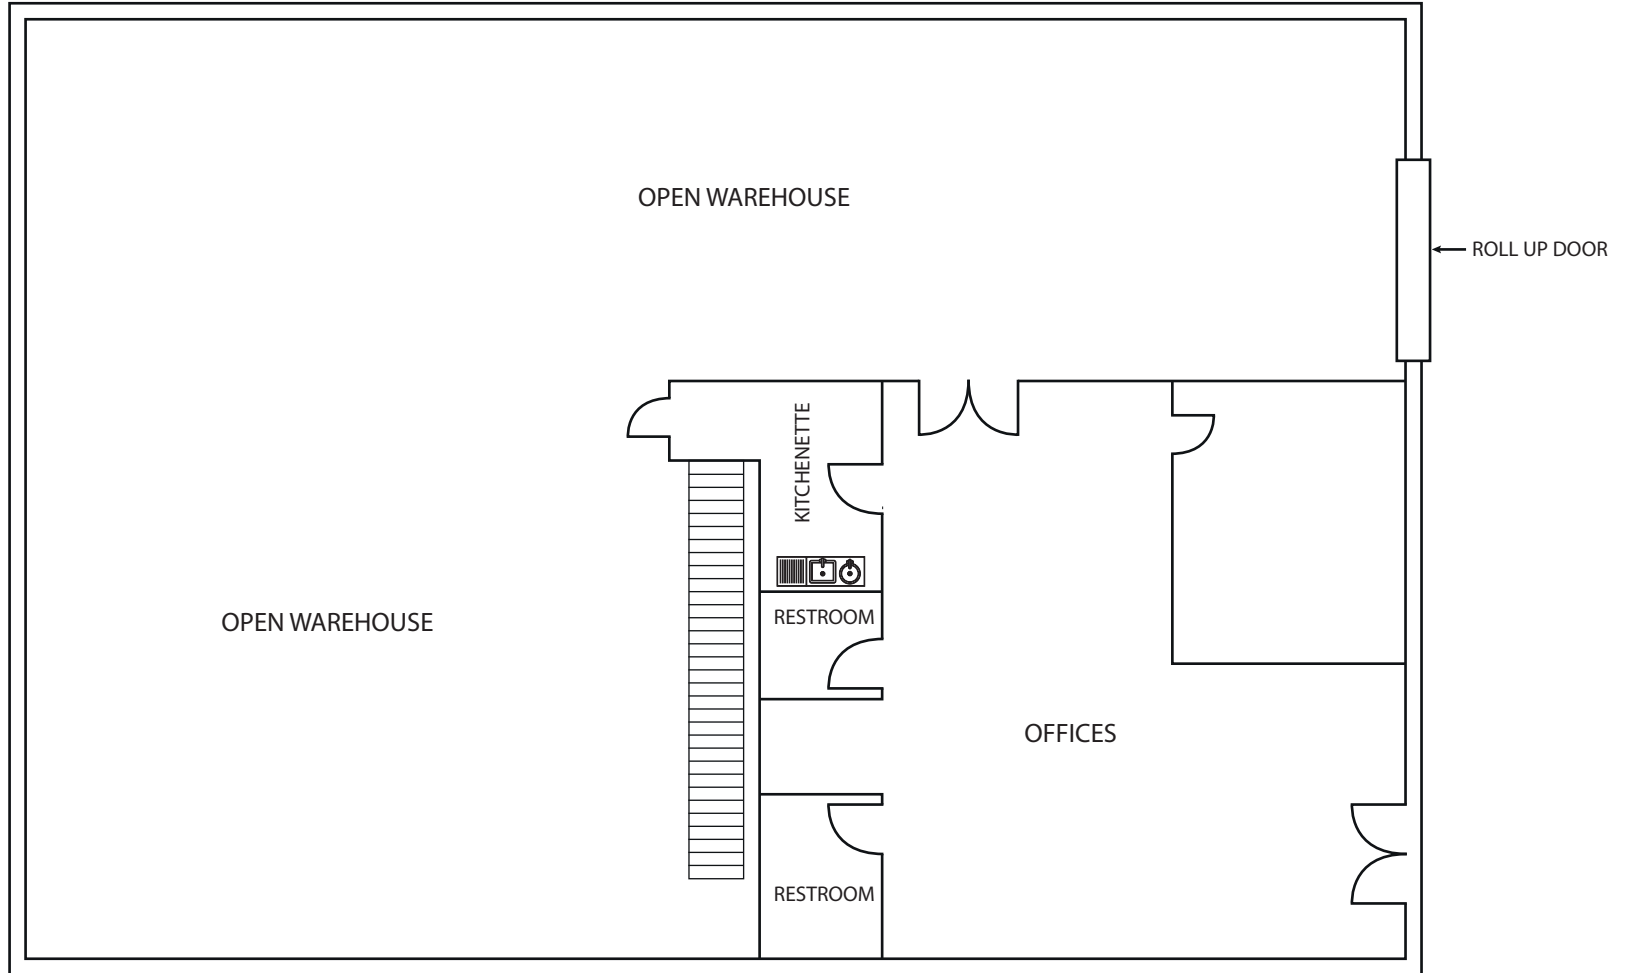 OPEN WAREHOUSE
ROLL UP DOOR
KITCHENETTE
RESTROOM
OPEN WAREHOUSE
OFFICES
RESTROOM